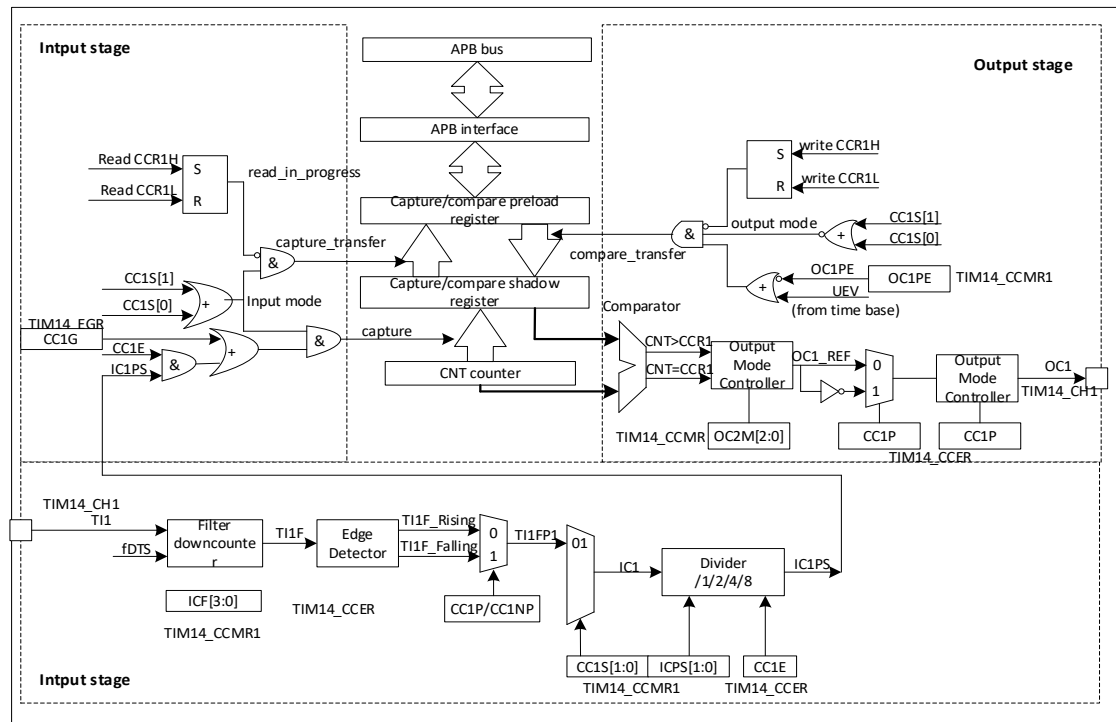 Intput stage
APB bus
Output stage
APB interface
Read CCR1H
S
Read CCR1L
R
read_in_progress
write CCR1H
S
write CCR1L
R
Capture/compare preload
register
output mode
CC1S[1]
+
CC1S[0]
&
capture_transfer
&
compare_transfer
CC1S[1]
CC1S[0]
+
Input mode
Capture/compare shadow
register
OC1PE
OC1PE
TIM14_CCMR1
+
UEV
(from time base)
Comparator
TIM14_EGR
CC1G
CC1E
IC1PS
&
+
&
capture
CNT counter
CNT>CCR1
CNT=CCR1
Output
Mode
Controller
OC1_REF
0
1
Output
Mode
Controller
OC1
TIM14_CH1
TIM14_CCMR
OC2M[2:0]
CC1P
CC1P
TIM14_CCER
TIM14_CH1
TI1
fDTS
Filter
downcounte
r
TI1F
Edge
Detector
TI1F_Rising
TI1F_Falling
0
1
TI1FP1
01
IC1
Divider
/1/2/4/8
IC1PS
ICF[3:0]
TIM14_CCMR1
TIM14_CCER
CC1P/CC1NP
CC1S[1:0]
ICPS[1:0]
CC1E
TIM14_CCMR1
TIM14_CCER
Intput stage